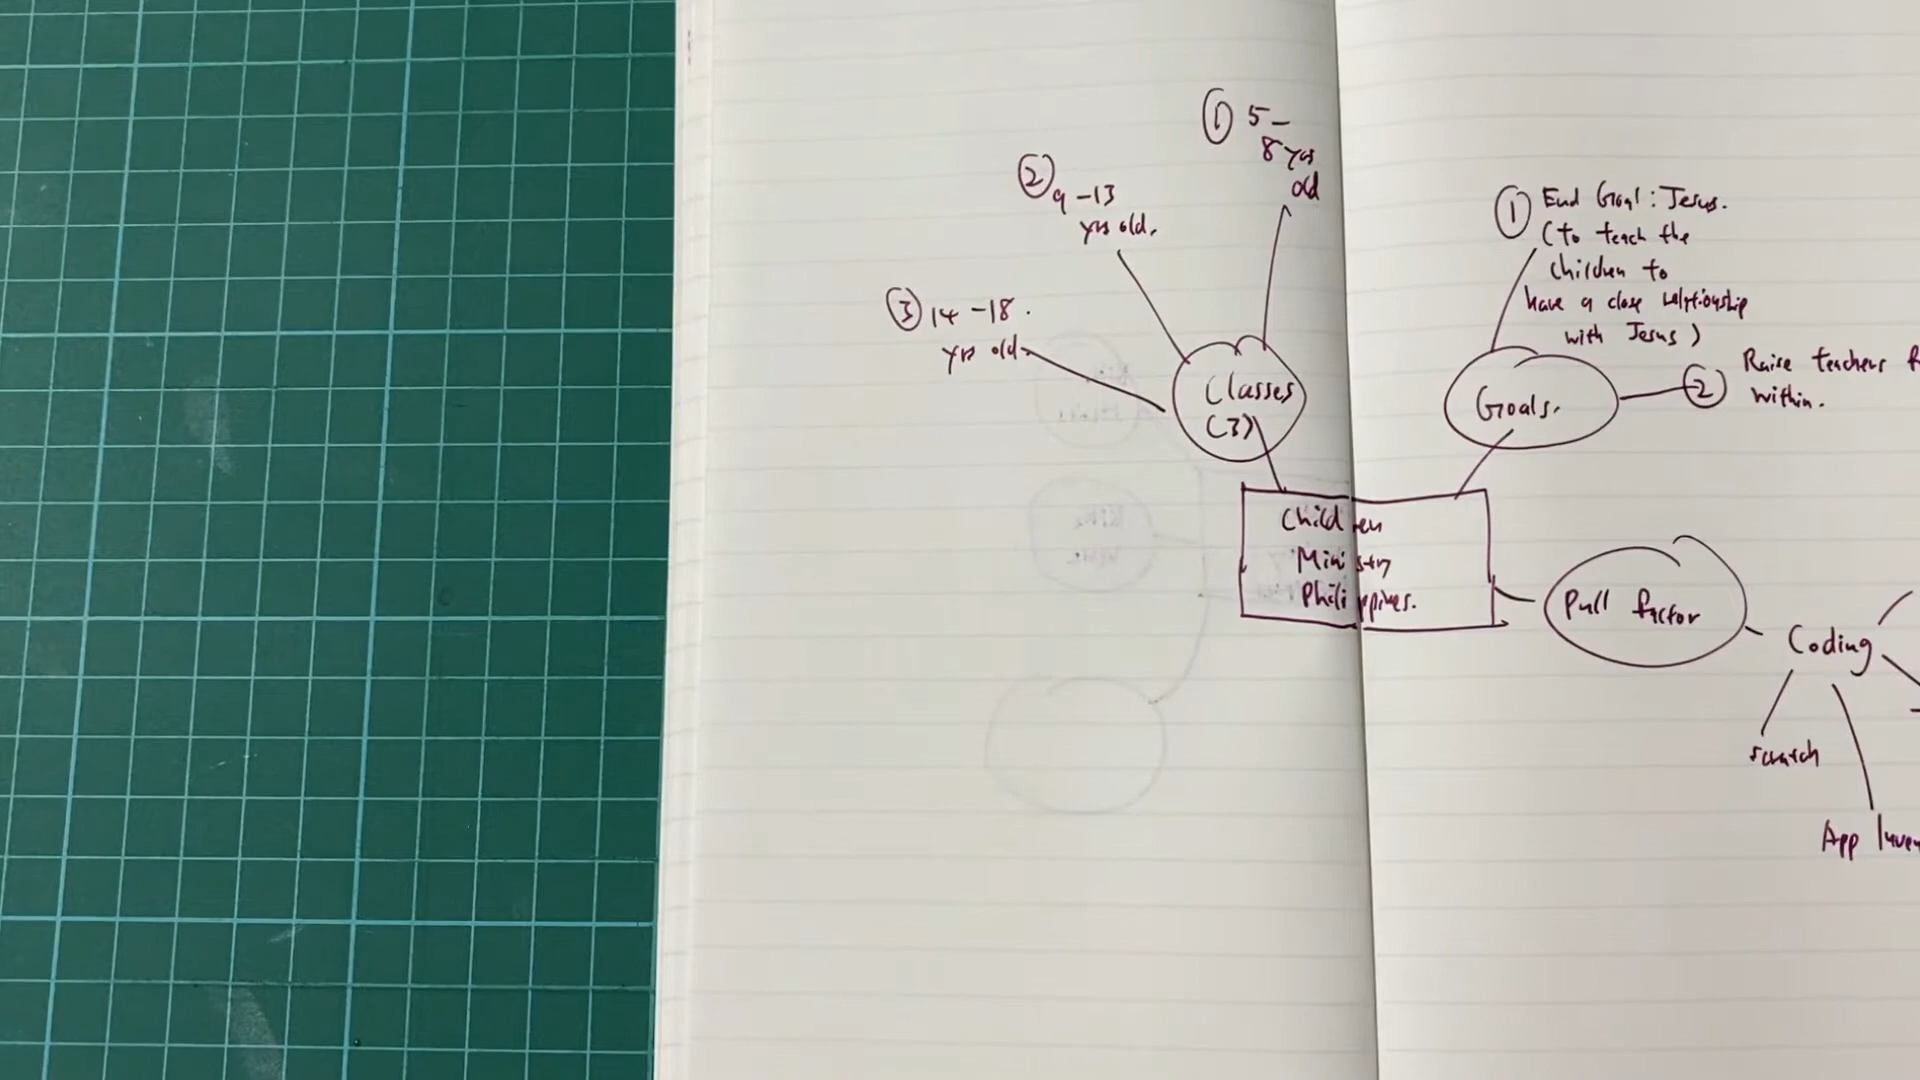 ① 5 -
8 yrs
old
② 9 - 13
yrs old.
③ 14 - 18.
yrs old.
Classes
(3)
① End Goal : Jesus.
(to teach the
children to
have a close relationship
with Jesus)
Goals.
② Raise teachers
within.
Children
Ministry
Philippines.
Pull factor
Coding
scratch
App